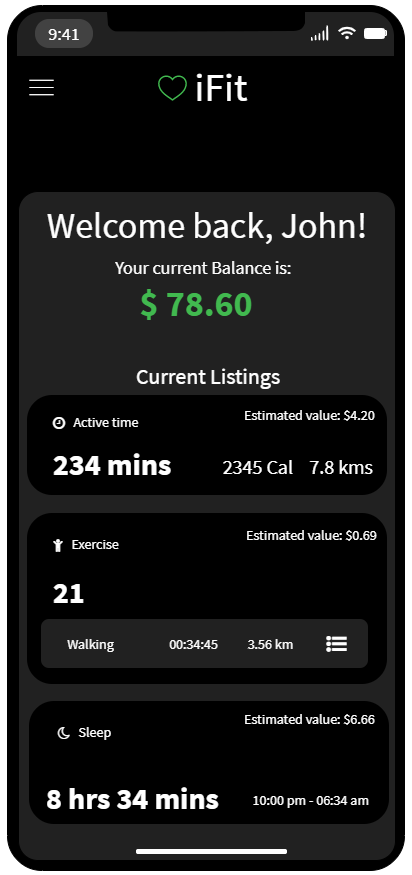 9:41
iFit
Welcome back, John!
Your current Balance is:
$ 78.60
Current Listings
Active time
Estimated value: $4.20
234 mins
2345 Cal
7.8 kms
Exercise
Estimated value: $0.69
21
Walking
00:34:45
3.56 km
Sleep
Estimated value: $6.66
8 hrs 34 mins
10:00 pm - 06:34 am